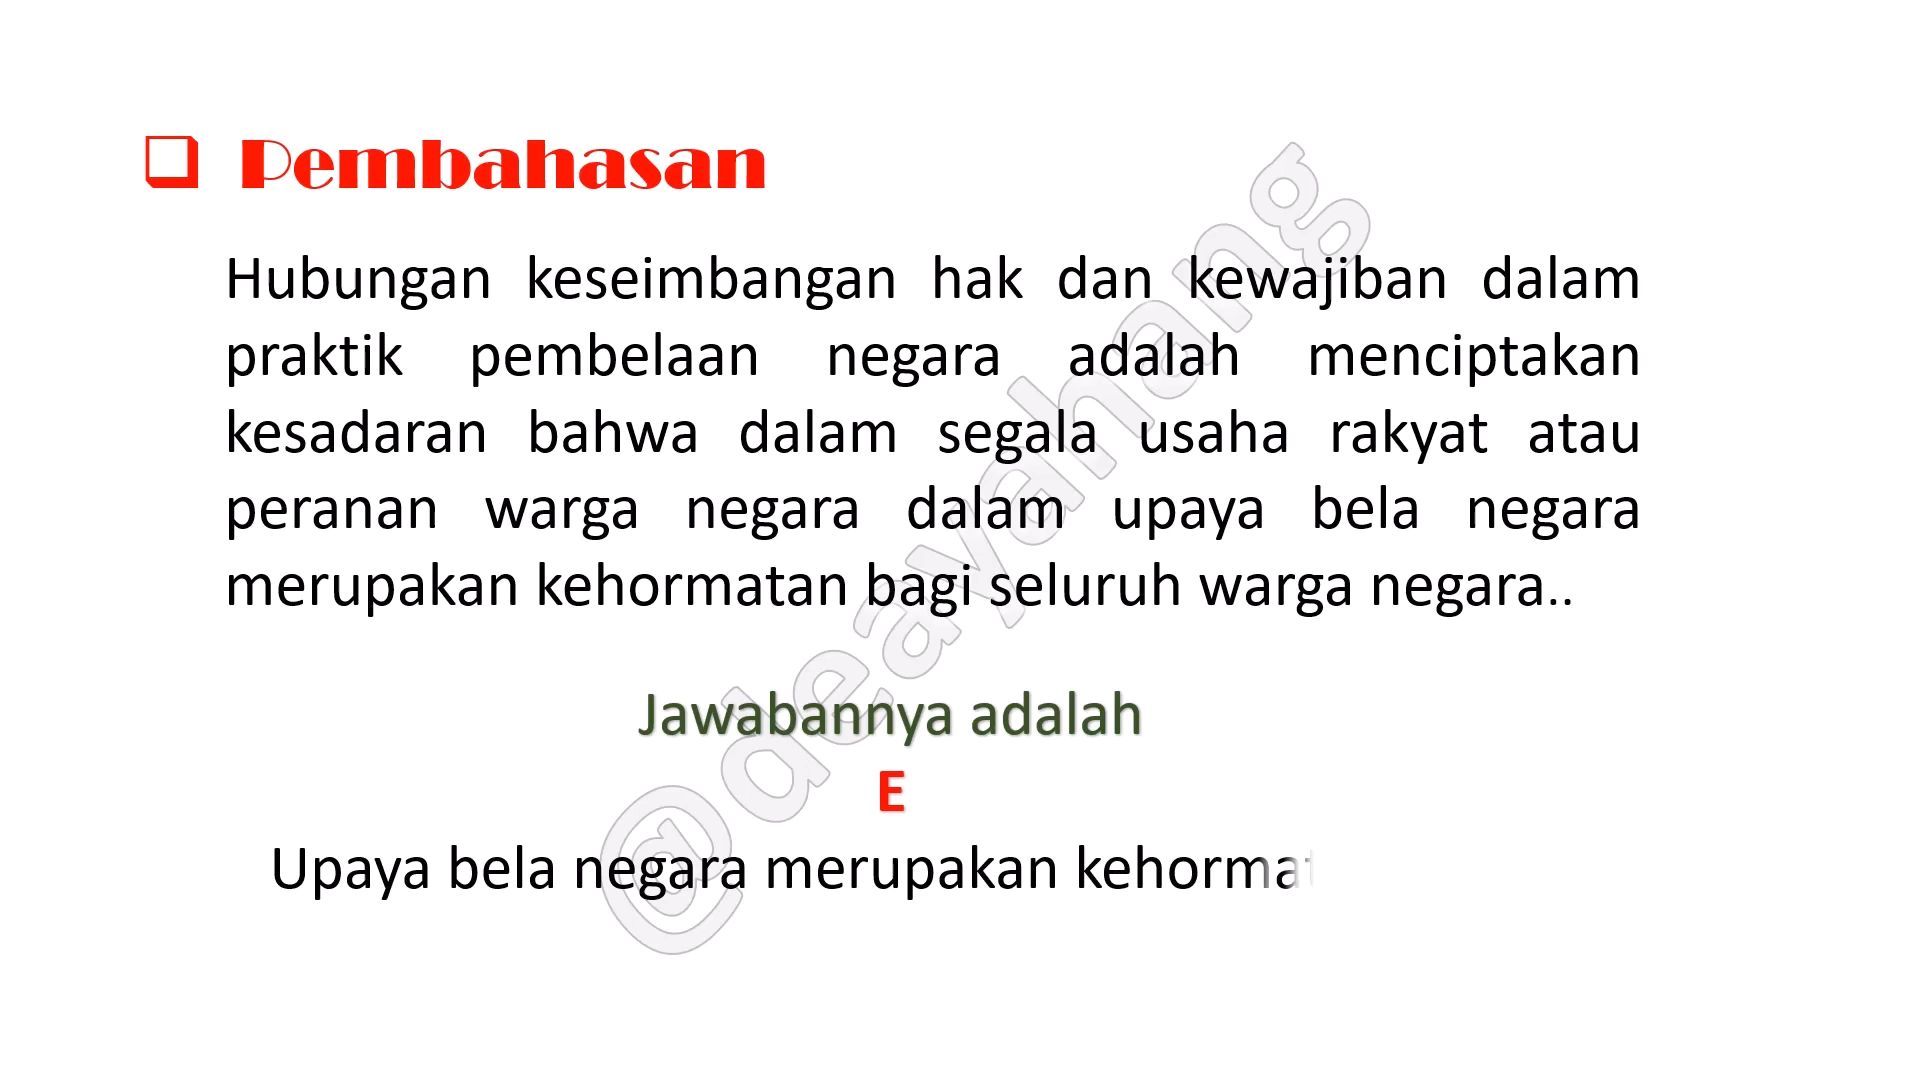 Pembahasan
Hubungan keseimbangan hak dan kewajiban dalam
praktik pembelaan negara adalah menciptakan
kesadaran bahwa dalam segala usaha rakyat atau
peranan warga negara dalam upaya bela negara
merupakan kehormatan bagi seluruh warga negara..
Jawabannya adalah
E
Upaya bela negara merupakan kehormat
@deayahang